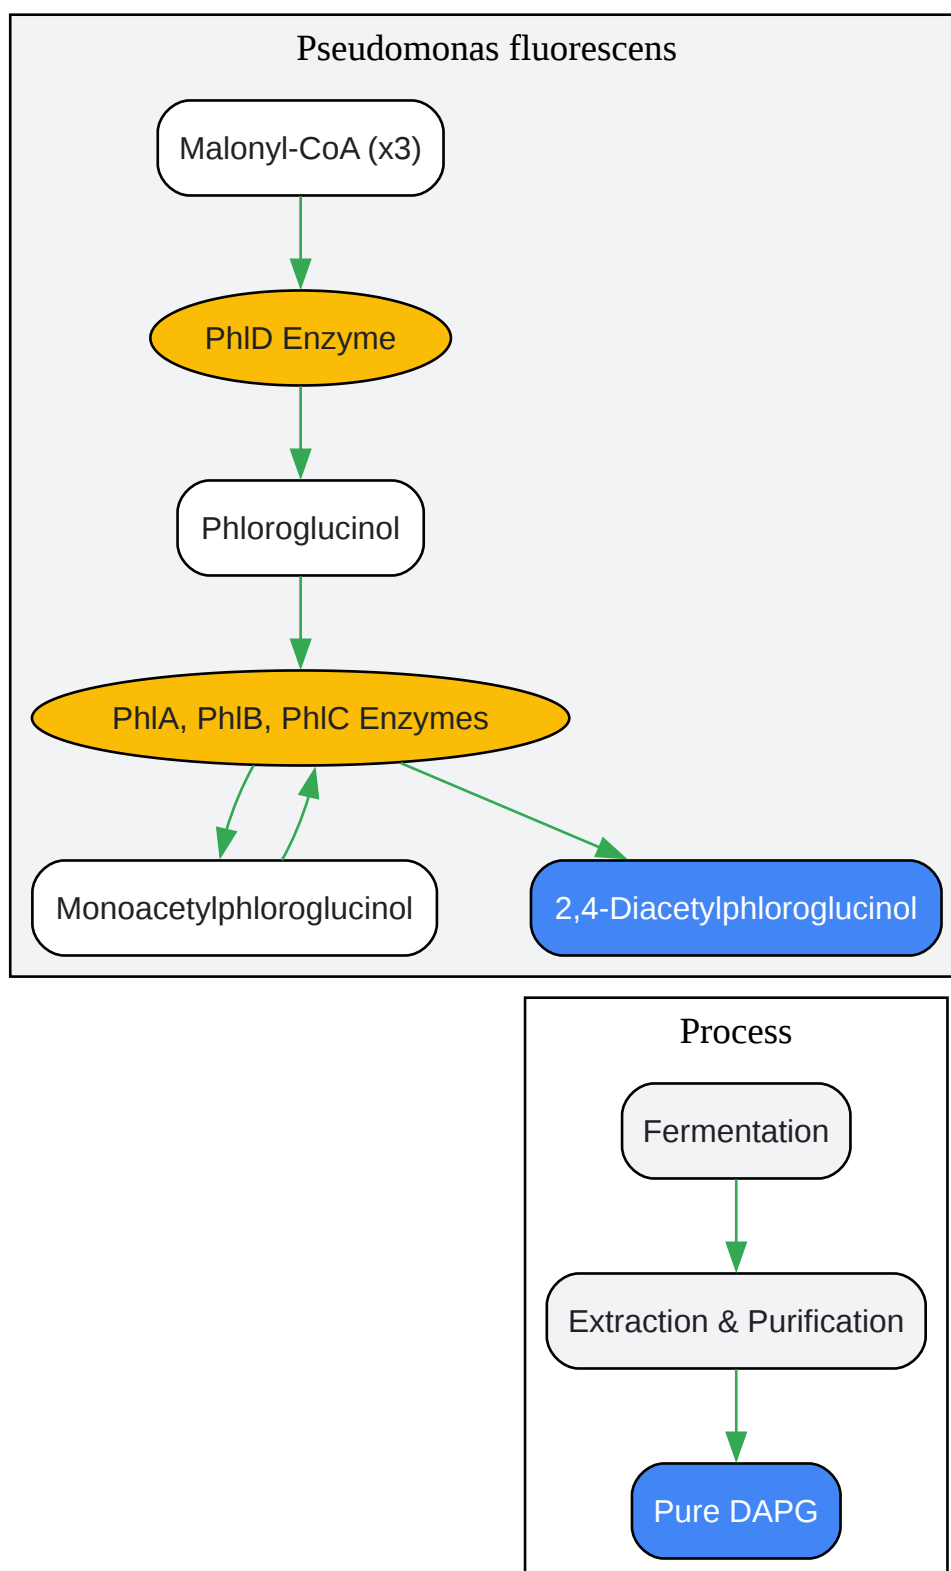 Pseudomonas fluorescens
Malonyl-CoA (x3)
PhlD Enzyme
Phloroglucinol
PhlA, PhlB, PhlC Enzymes
Monoacetylphloroglucinol
2,4-Diacetylphloroglucinol
Process
Fermentation
Extraction & Purification
Pure DAPG